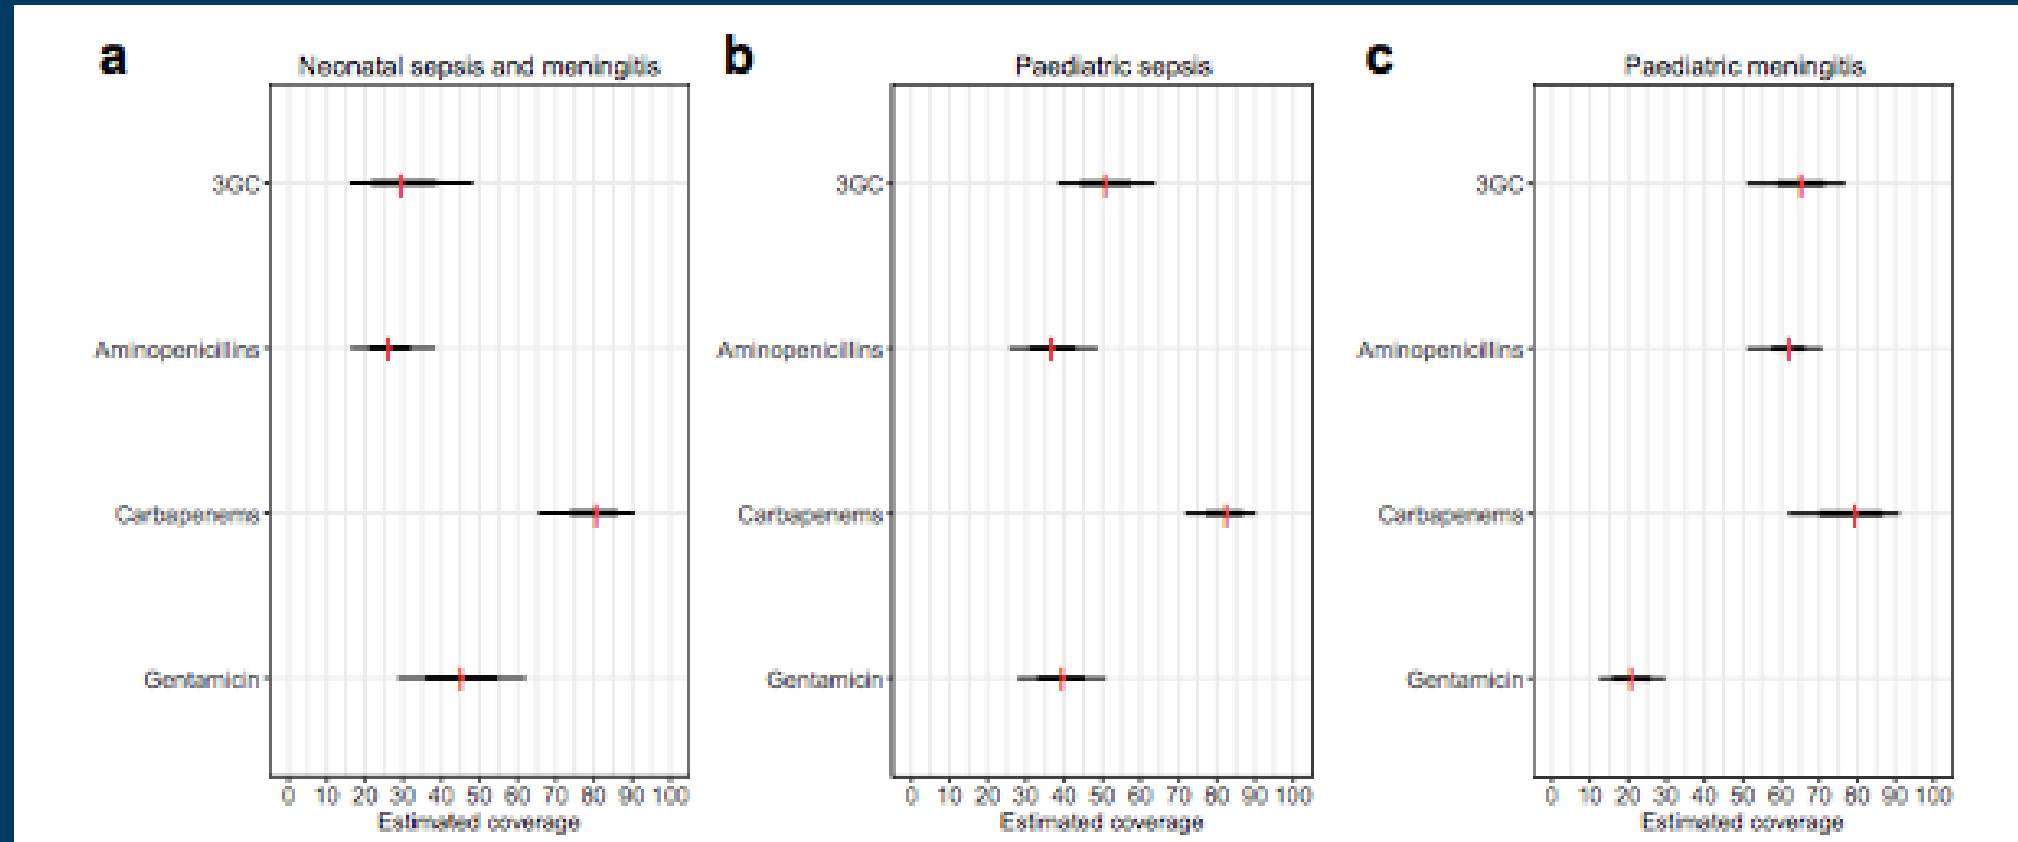 a
Neonatal sepsis and meningitis
3GC
Aminopenicillins
Carbapenems
Gentamicin
0 10 20 30 40 50 60 70 80 90 100
Estimated coverage
b
Paediatric sepsis
3GC
Aminopenicillins
Carbapenems
Gentamicin
0 10 20 30 40 50 60 70 80 90 100
Estimated coverage
c
Paediatric meningitis
3GC
Aminopenicillins
Carbapenems
Gentamicin
0 10 20 30 40 50 60 70 80 90 100
Estimated coverage